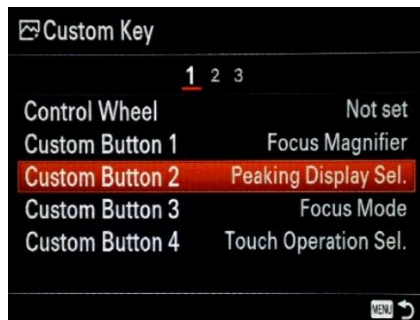 Custom Key
1 2 3
Control Wheel Not set
Custom Button 1 Focus Magnifier
Custom Button 2 Peaking Display Sel.
Custom Button 3 Focus Mode
Custom Button 4 Touch Operation Sel.
MENU